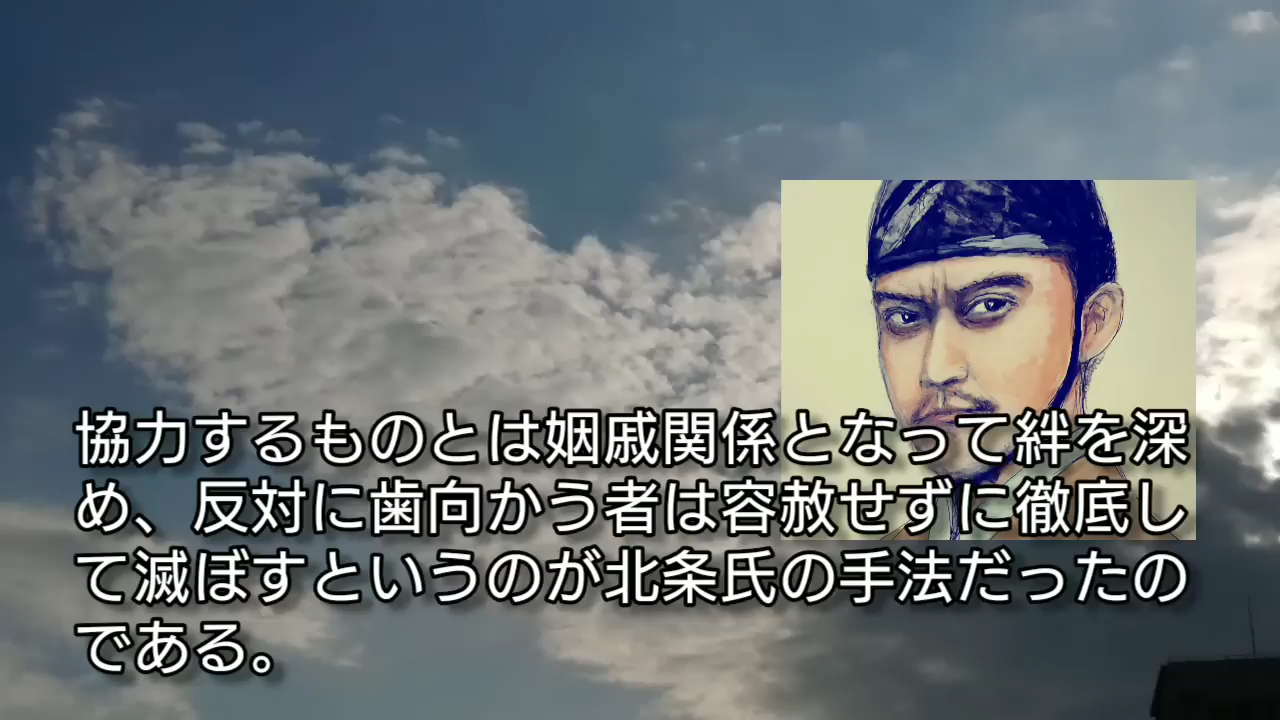 協力するものとは姻戚関係となって絆を深
め、反対に歯向かう者は容赦せずに徹底し
て滅ぼすというのが北条氏の手法だったの
である。